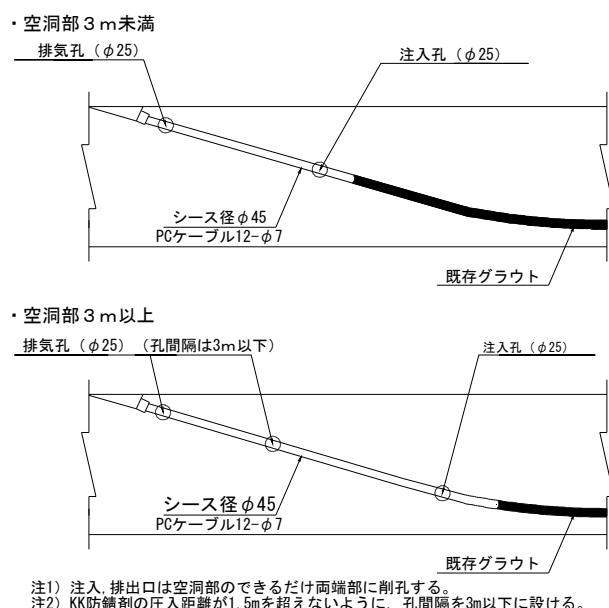 ・空洞部３ｍ未満
排気孔（φ25）
注入孔（φ25）
シース径φ45
PCケーブル12-φ7
既存グラウト
・空洞部３ｍ以上
排気孔（φ25）（孔間隔は3m以下）
注入孔（φ25）
シース径φ45
PCケーブル12-φ7
既存グラウト
注1）注入,排出口は空洞部のできるだけ両端部に削孔する。
注2）KK防錆剤の圧入距離が1.5mを超えないように, 孔間隔を3m以下に設ける。